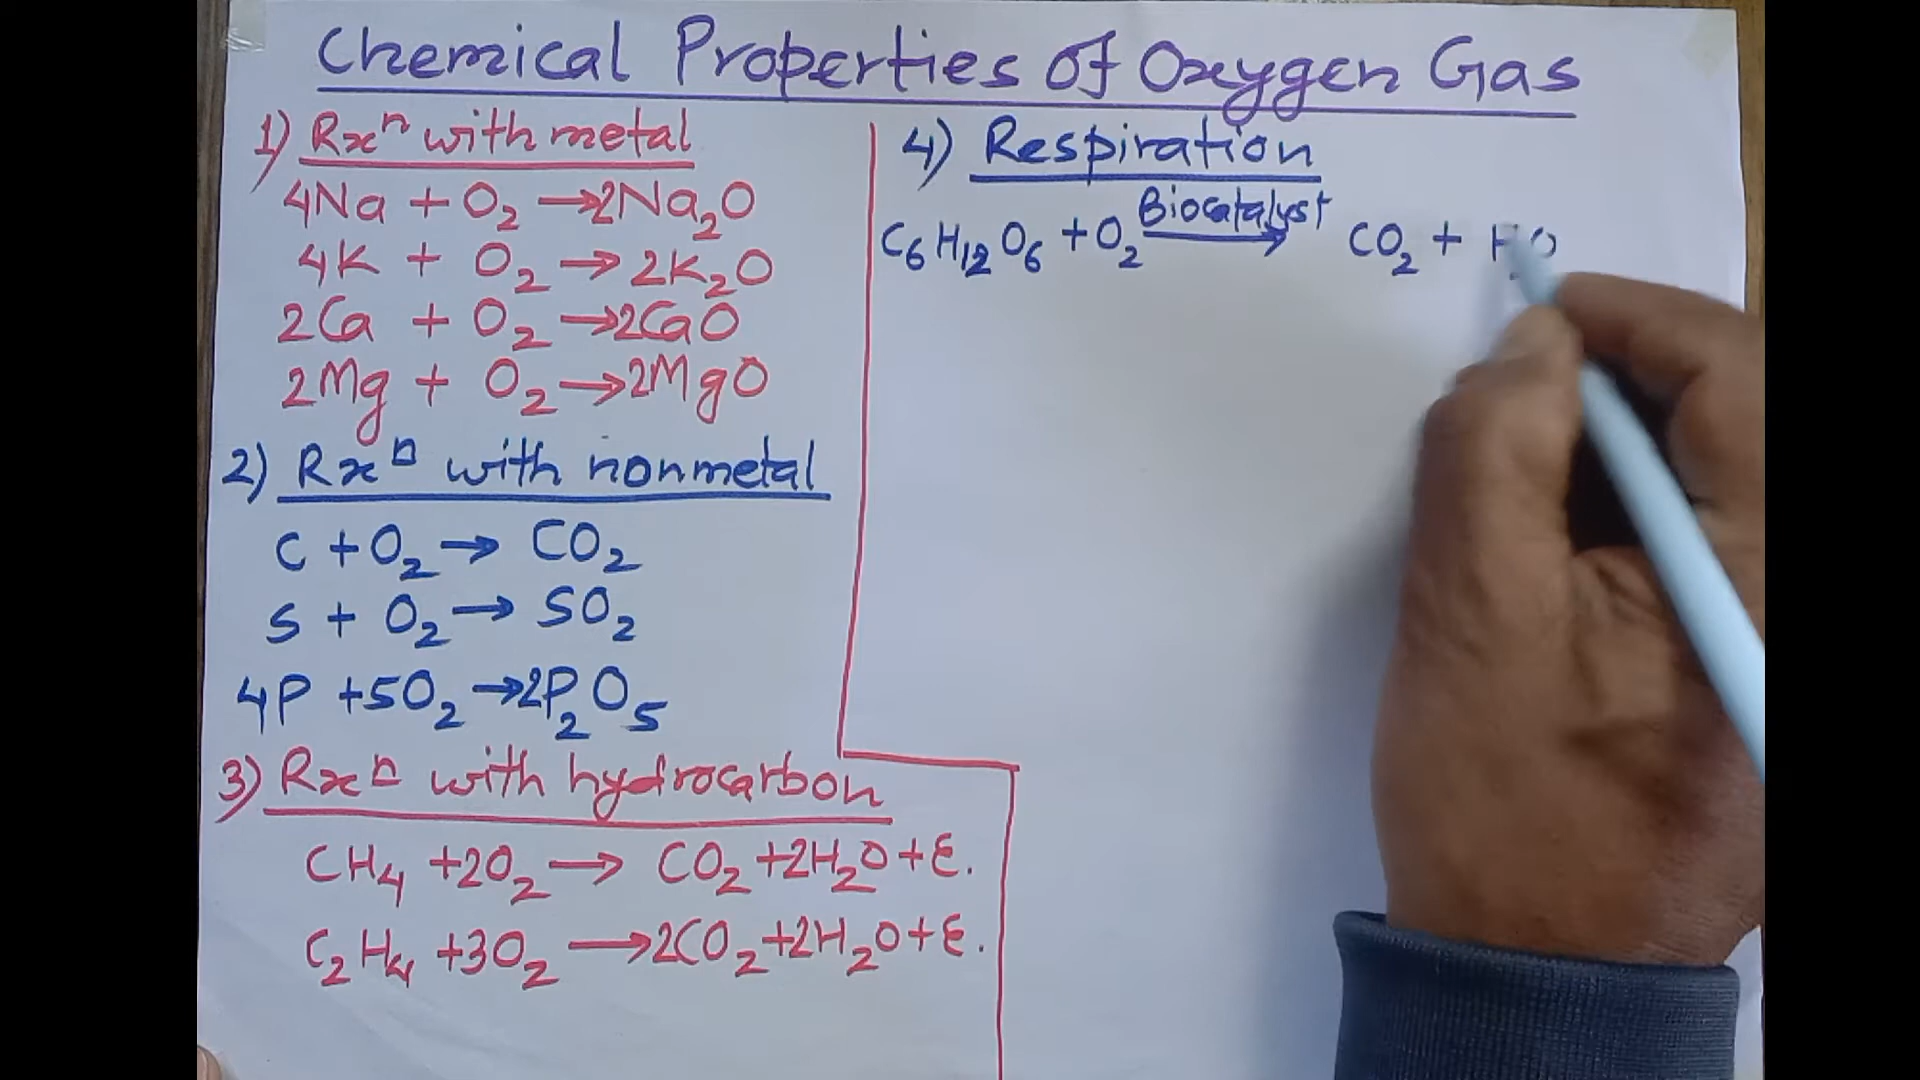 Chemical Properties of Oxygen Gas
1) Rxⁿ with metal
4Na + O₂ → 2Na₂O
4K + O₂ → 2K₂O
2Ca + O₂ → 2CaO
2Mg + O₂ → 2MgO
2) Rxⁿ with nonmetal
C + O₂ → CO₂
S + O₂ → SO₂
4P + 5O₂ → 2P₂O₅
3) Rxⁿ with hydrocarbon
CH₄ + 2O₂ → CO₂ + 2H₂O + E.
C₂H₄ + 3O₂ → 2CO₂ + 2H₂O + E.
4) Respiration
Biocatalyst
C₆H₁₂O₆ + O₂ → CO₂ + H₂O